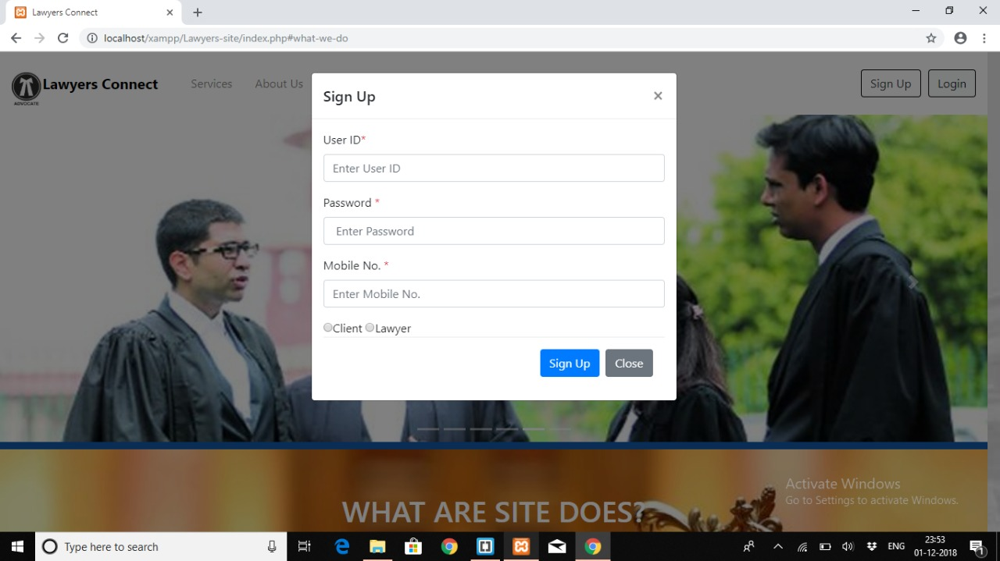 Lawyers Connect
localhost/xampp/Lawyers-site/index.php#what-we-do
ADVOCATE
Lawyers Connect
Services
About Us
Sign Up
Login
Sign Up
×
User ID*
Enter User ID
Password *
Enter Password
Mobile No. *
Enter Mobile No.
Client Lawyer
Sign Up Close
WHAT ARE SITE DOES?
Activate Windows
Go to Settings to activate Windows.
Type here to search
ENG
23:53
01-12-2018
1